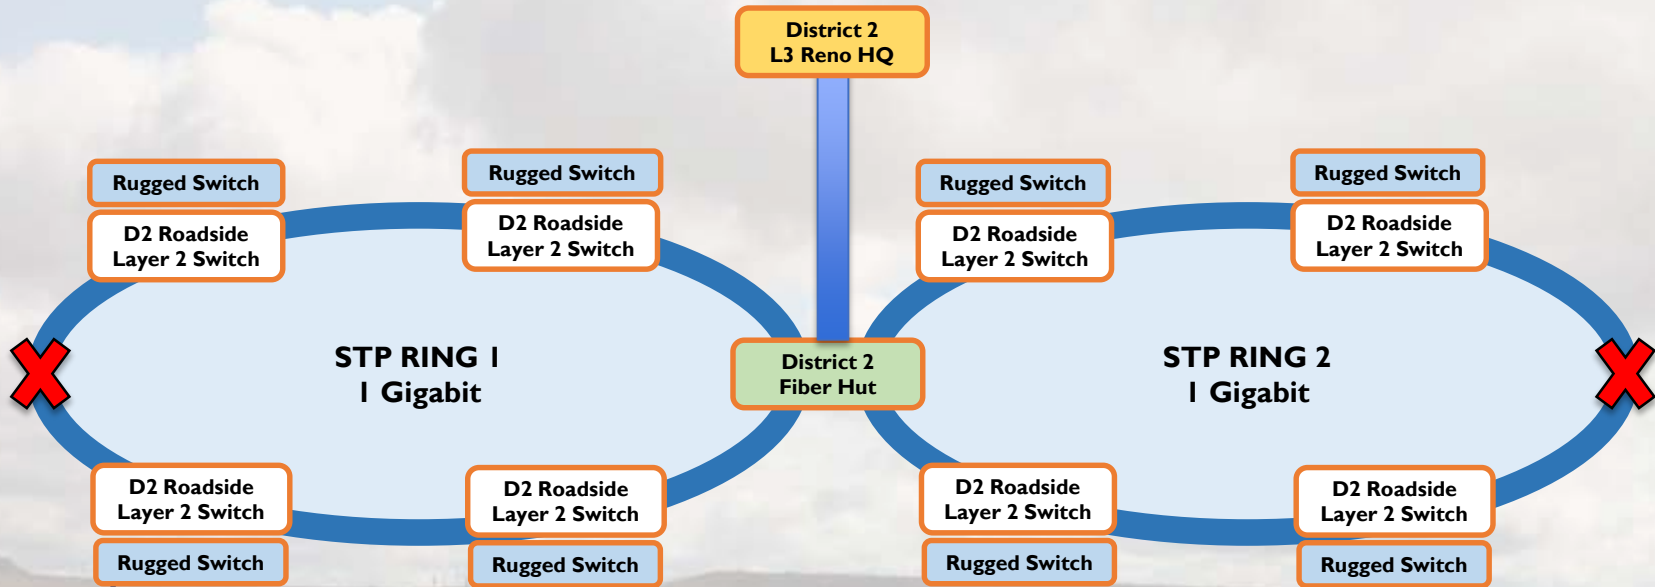 District 2
L3 Reno HQ
Rugged Switch
Rugged Switch
Rugged Switch
Rugged Switch
D2 Roadside
Layer 2 Switch
D2 Roadside
Layer 2 Switch
D2 Roadside
Layer 2 Switch
D2 Roadside
Layer 2 Switch
STP RING 1
1 Gigabit
District 2
Fiber Hut
STP RING 2
1 Gigabit
D2 Roadside
Layer 2 Switch
D2 Roadside
Layer 2 Switch
D2 Roadside
Layer 2 Switch
D2 Roadside
Layer 2 Switch
Rugged Switch
Rugged Switch
Rugged Switch
Rugged Switch